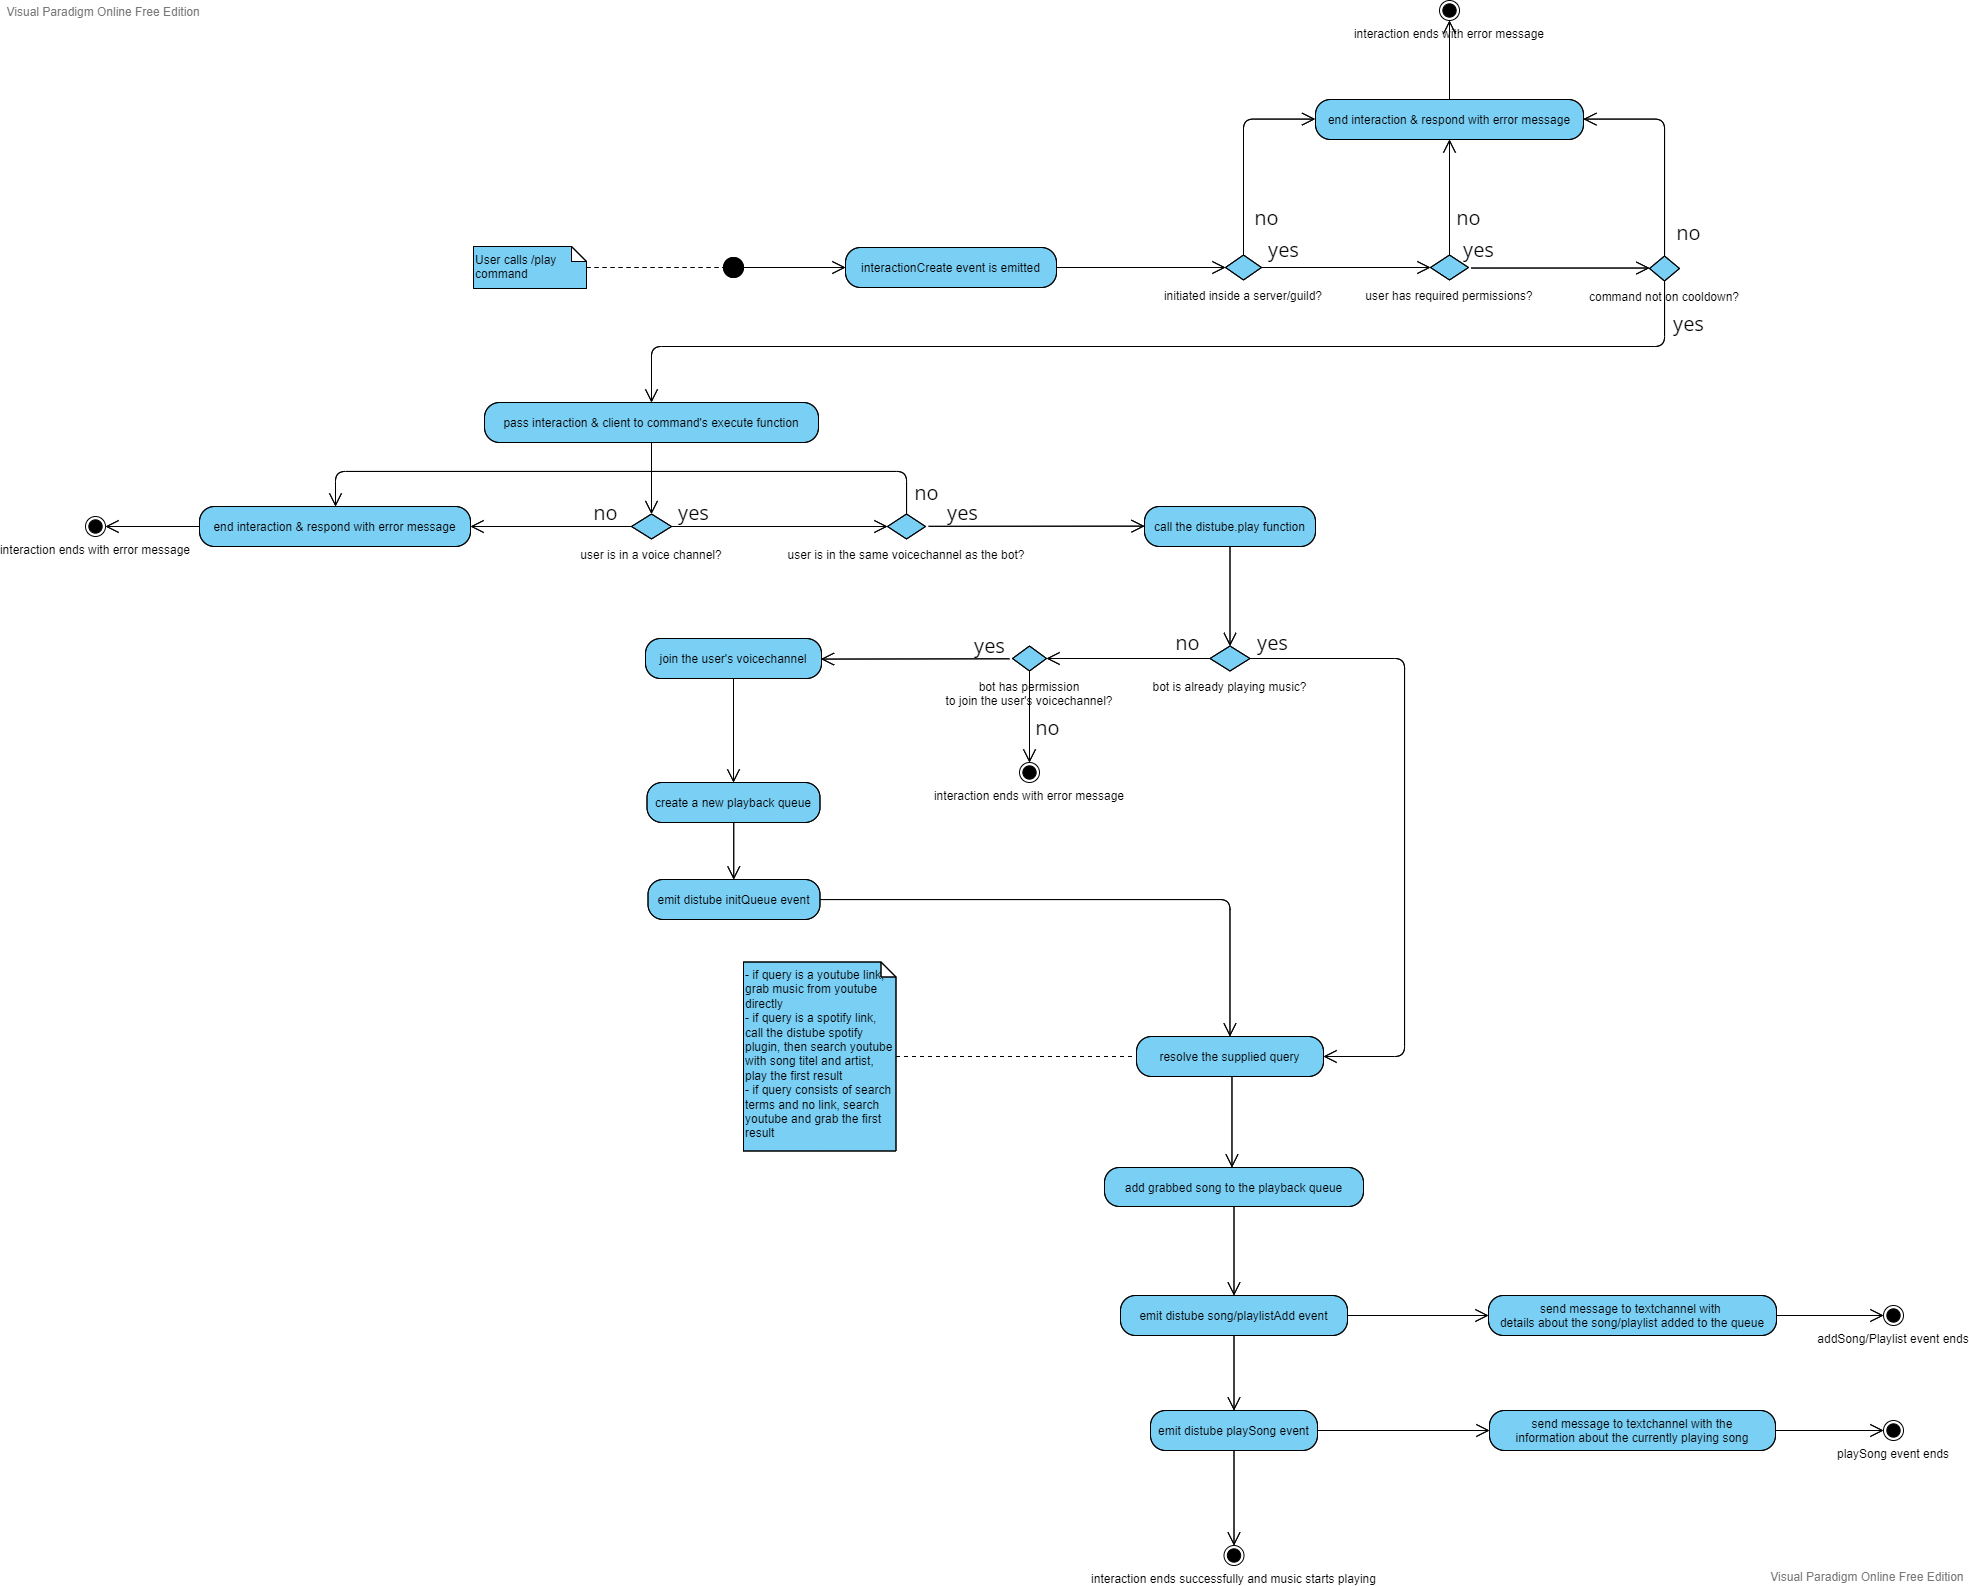 Visual Paradigm Online Free Edition
interaction ends with error message
end interaction & respond with error message
no
no
no
User calls /play
command
interactionCreate event is emitted
yes
yes
initiated inside a server/guild?
user has required permissions?
command not on cooldown?
yes
pass interaction & client to command's execute function
no
end interaction & respond with error message
no
yes
yes
call the distube.play function
interaction ends with error message
user is in a voice channel?
user is in the same voicechannel as the bot?
join the user's voicechannel
yes
no
yes
bot has permission
to join the user's voicechannel?
bot is already playing music?
no
interaction ends with error message
create a new playback queue
emit distube initQueue event
- if query is a youtube link,
grab music from youtube
directly
- if query is a spotify link,
call the distube spotify
plugin, then search youtube
with song titel and artist,
play the first result
- if query consists of search
terms and no link, search
youtube and grab the first
result
resolve the supplied query
add grabbed song to the playback queue
emit distube song/playlistAdd event
send message to textchannel with
details about the song/playlist added to the queue
addSong/Playlist event ends
emit distube playSong event
send message to textchannel with the
information about the currently playing song
playSong event ends
interaction ends successfully and music starts playing
Visual Paradigm Online Free Edition